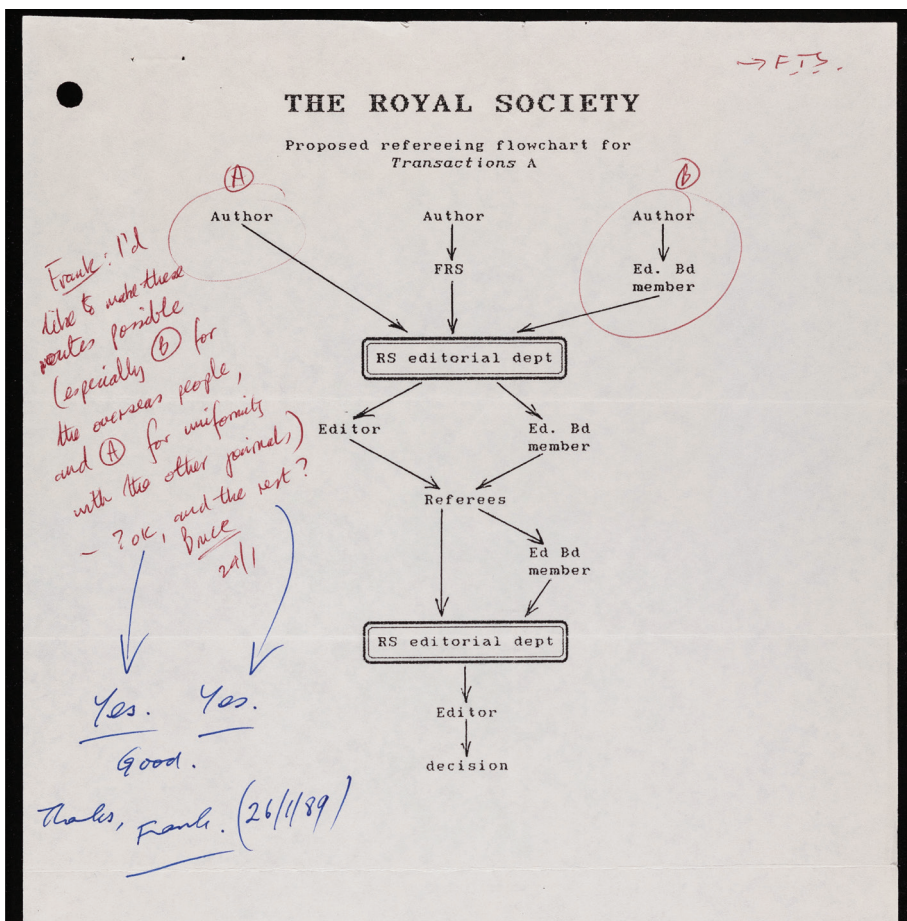 → F.I.S.
THE ROYAL SOCIETY
Proposed refereeing flowchart for
Transactions A
A
B
Author
Author
Author
FRS
Ed. Bd
member
RS editorial dept
Editor
Ed. Bd
member
Referees
Ed Bd
member
RS editorial dept
Editor
decision
Frank: I'd
like to make these
routes possible
(especially B for
the overseas people,
and A for uniformity
with the other journals,)
- ? OK, and the rest?
Bruce
24/1
Yes. Yes.
Good.
Thanks, Frank. (26/1/89)